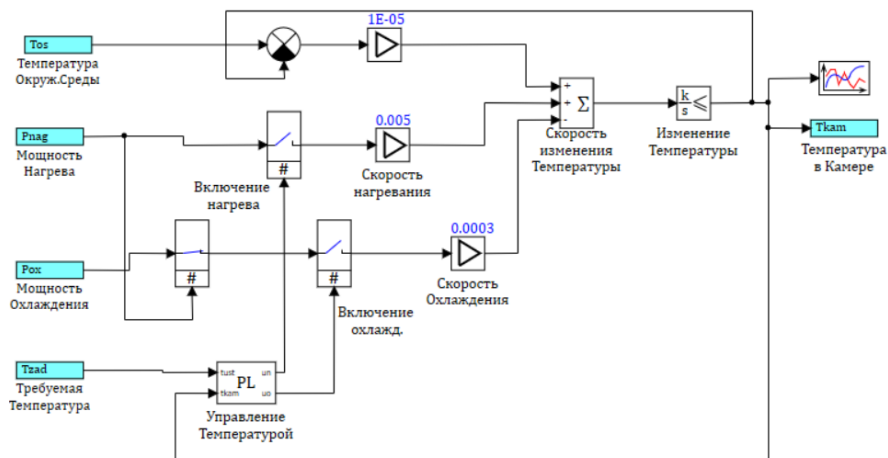 1E-05
Tos
Температура
Окруж.Среды
+
+
-
Σ
k
s
≤
Скорость
изменения
Температуры
Изменение
Температуры
Tkam
Температура
в Камере
Pnag
Мощность
Нагрева
#
Включение
нагрева
0.005
Скорость
нагревания
Pox
Мощность
Охлаждения
#
#
Включение
охлажд.
0.0003
Скорость
Охлаждения
Tzad
Требуемая
Температура
tust un
PL
tkam uo
Управление
Температурой